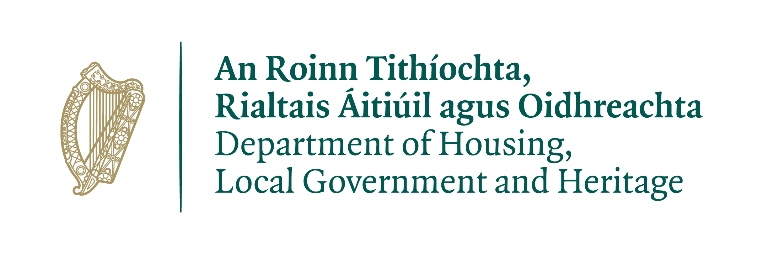 An Roinn Tithíochta,
Rialtais Áitiúil agus Oidhreachta
Department of Housing,
Local Government and Heritage